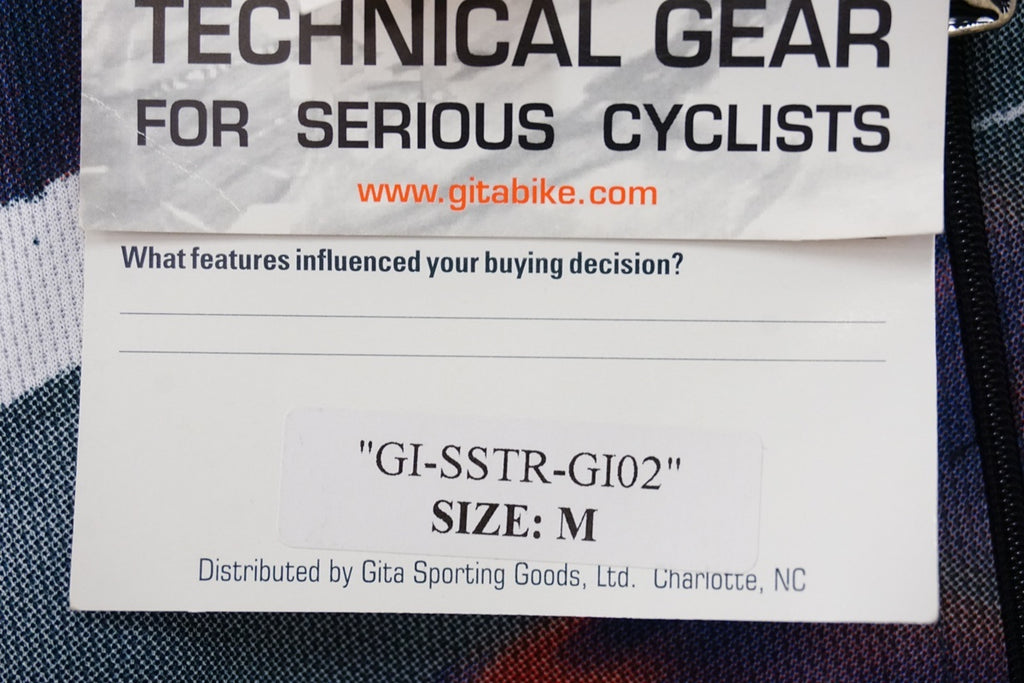 TECHNICAL GEAR
FOR SERIOUS CYCLISTS
www.gitabike.com
What features influenced your buying decision?
"GI-SSTR-GI02"
SIZE: M
Distributed by Gita Sporting Goods, Ltd. Charlotte, NC